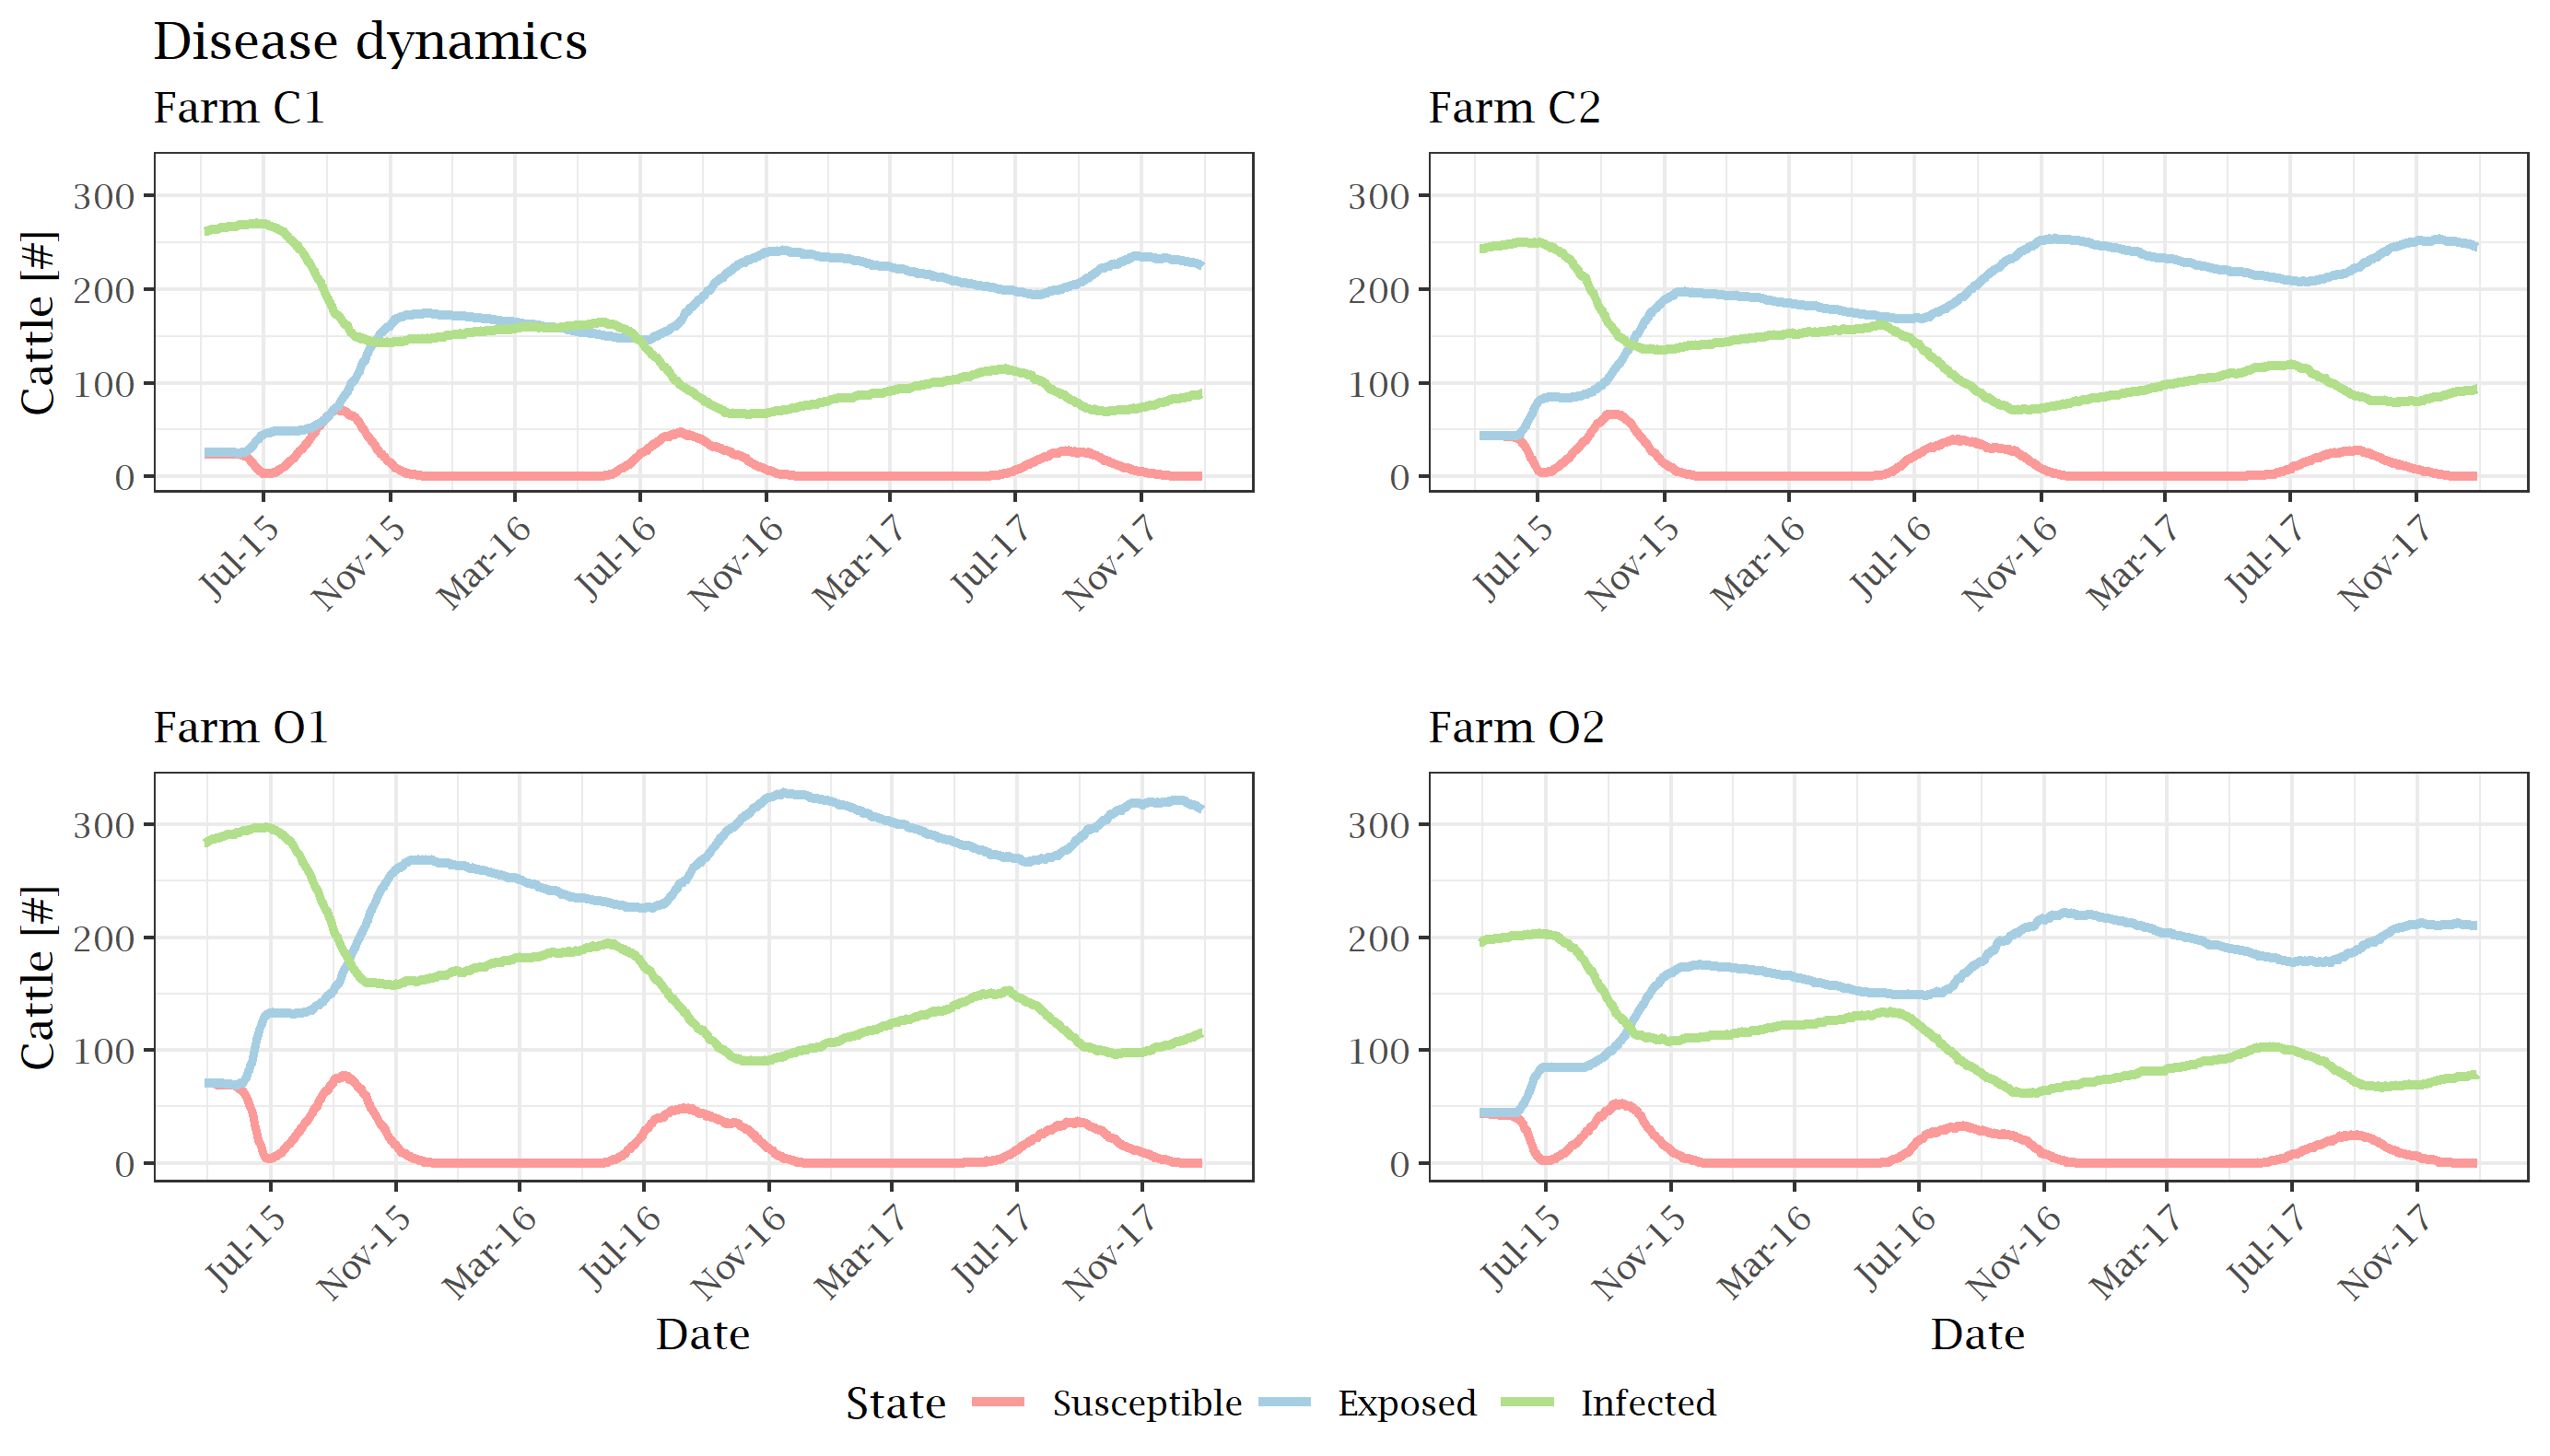 Disease dynamics
Farm C1
Farm C2
Cattle [#]
300
200
100
0
300
200
100
0
Jul-15 Nov-15 Mar-16 Jul-16 Nov-16 Mar-17 Jul-17 Nov-17
Jul-15 Nov-15 Mar-16 Jul-16 Nov-16 Mar-17 Jul-17 Nov-17
Farm O1
Farm O2
Cattle [#]
300
200
100
0
300
200
100
0
Jul-15 Nov-15 Mar-16 Jul-16 Nov-16 Mar-17 Jul-17 Nov-17
Jul-15 Nov-15 Mar-16 Jul-16 Nov-16 Mar-17 Jul-17 Nov-17
Date
Date
State Susceptible Exposed Infected